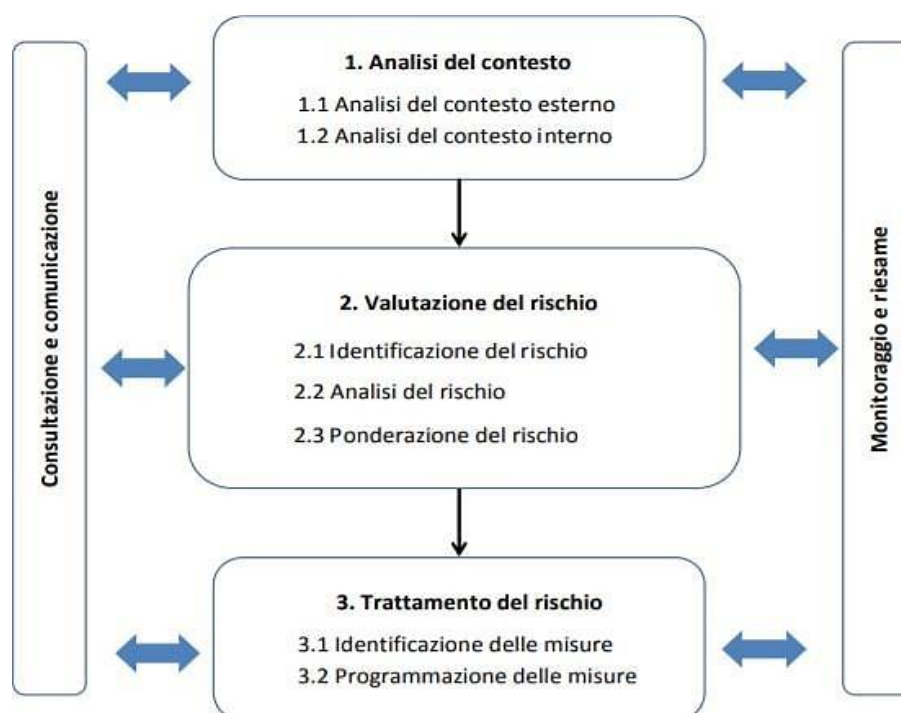 Consultazione e comunicazione
1. Analisi del contesto
1.1 Analisi del contesto esterno
1.2 Analisi del contesto interno
2. Valutazione del rischio
2.1 Identificazione del rischio
2.2 Analisi del rischio
2.3 Ponderazione del rischio
3. Trattamento del rischio
3.1 Identificazione delle misure
3.2 Programmazione delle misure
Monitoraggio e riesame